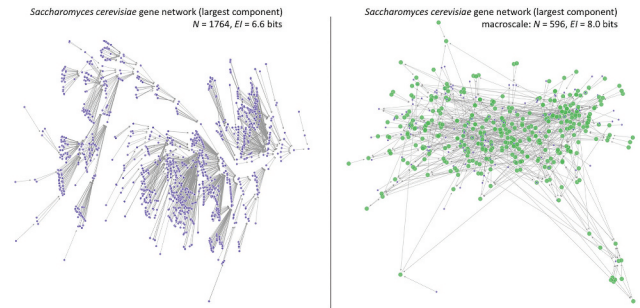 Saccharomyces cerevisiae gene network (largest component)
N = 1764, EI = 6.6 bits
Saccharomyces cerevisiae gene network (largest component)
macroscale: N = 596, EI = 8.0 bits